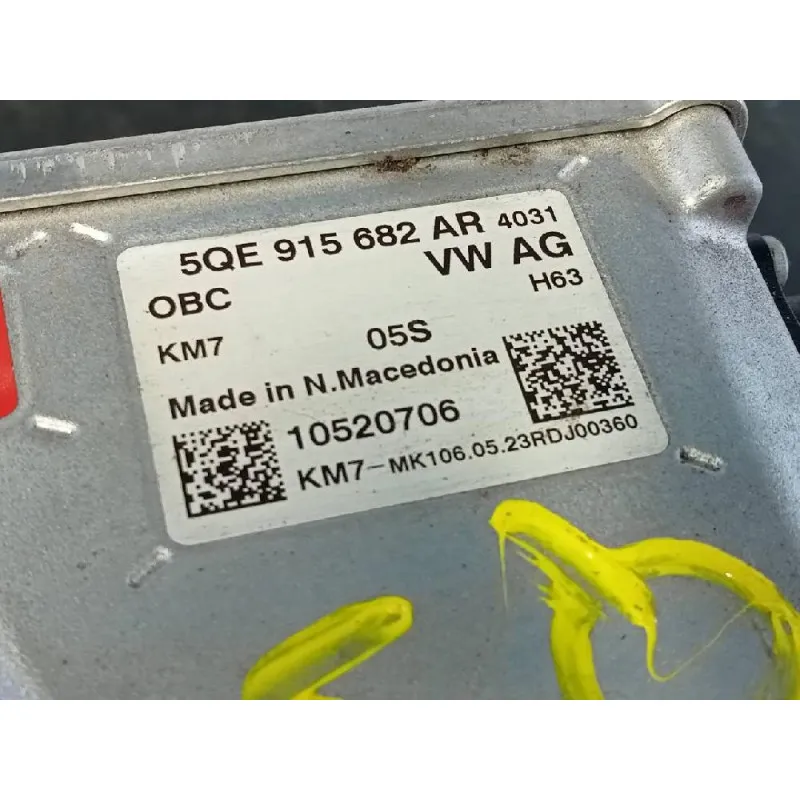 5QE 915 682 AR 4031
VW AG
OBC
H63
KM7
05S
Made in N.Macedonia
10520706
KM7-MK106.05.23RDJ00360